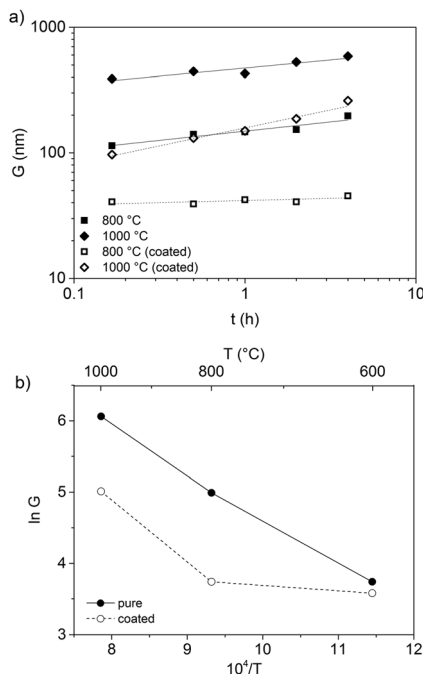 a)
1000
100
10
G (nm)
800 °C
1000 °C
800 °C (coated)
1000 °C (coated)
0.1
1
10
t (h)
b)
T (°C)
1000
800
600
6
5
4
3
ln G
pure
coated
8
9
10
11
12
10⁴/T